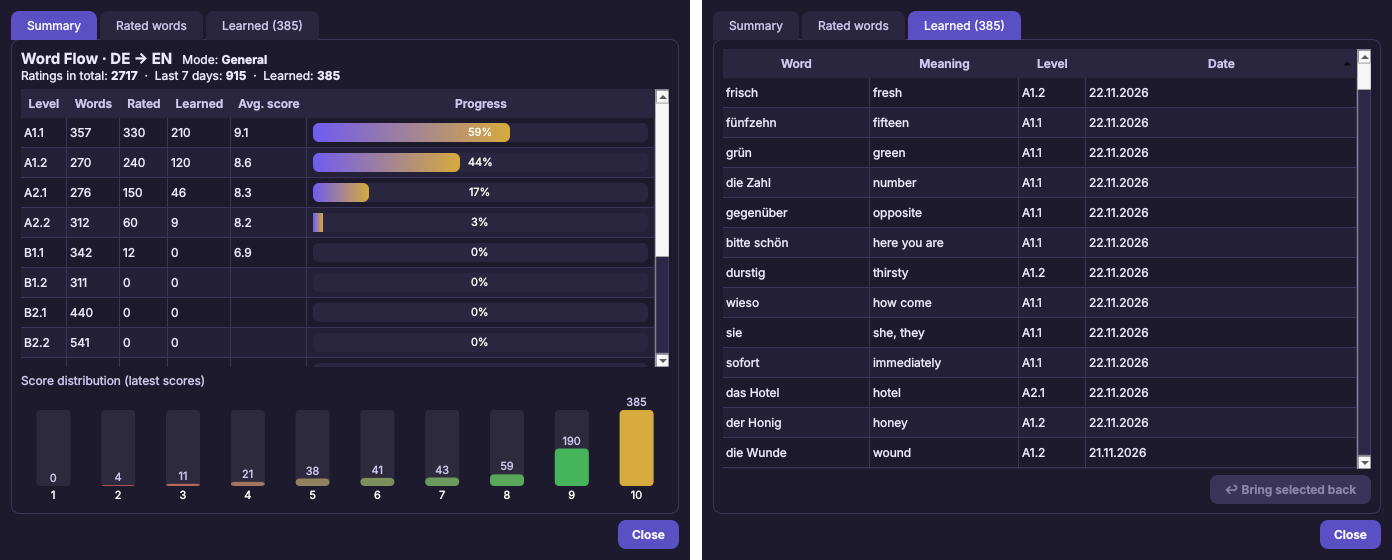 Summary Rated words Learned (385)
Word Flow · DE → EN Mode: General
Ratings in total: 2717 · Last 7 days: 915 · Learned: 385
Level Words Rated Learned Avg. score Progress
A1.1 357 330 210 9.1 59%
A1.2 270 240 120 8.6 44%
A2.1 276 150 46 8.3 17%
A2.2 312 60 9 8.2 3%
B1.1 342 12 0 6.9 0%
B1.2 311 0 0 0%
B2.1 440 0 0 0%
B2.2 541 0 0 0%
Score distribution (latest scores)
0 4 11 21 38 41 43 59 190 385
1 2 3 4 5 6 7 8 9 10
Close
Summary Rated words Learned (385)
Word Meaning Level Date
frisch fresh A1.2 22.11.2026
fünfzehn fifteen A1.1 22.11.2026
grün green A1.1 22.11.2026
die Zahl number A1.1 22.11.2026
gegenüber opposite A1.1 22.11.2026
bitte schön here you are A1.1 22.11.2026
durstig thirsty A1.2 22.11.2026
wieso how come A1.1 22.11.2026
sie she, they A1.1 22.11.2026
sofort immediately A1.1 22.11.2026
das Hotel hotel A2.1 22.11.2026
der Honig honey A1.2 22.11.2026
die Wunde wound A1.2 21.11.2026
↩ Bring selected back
Close